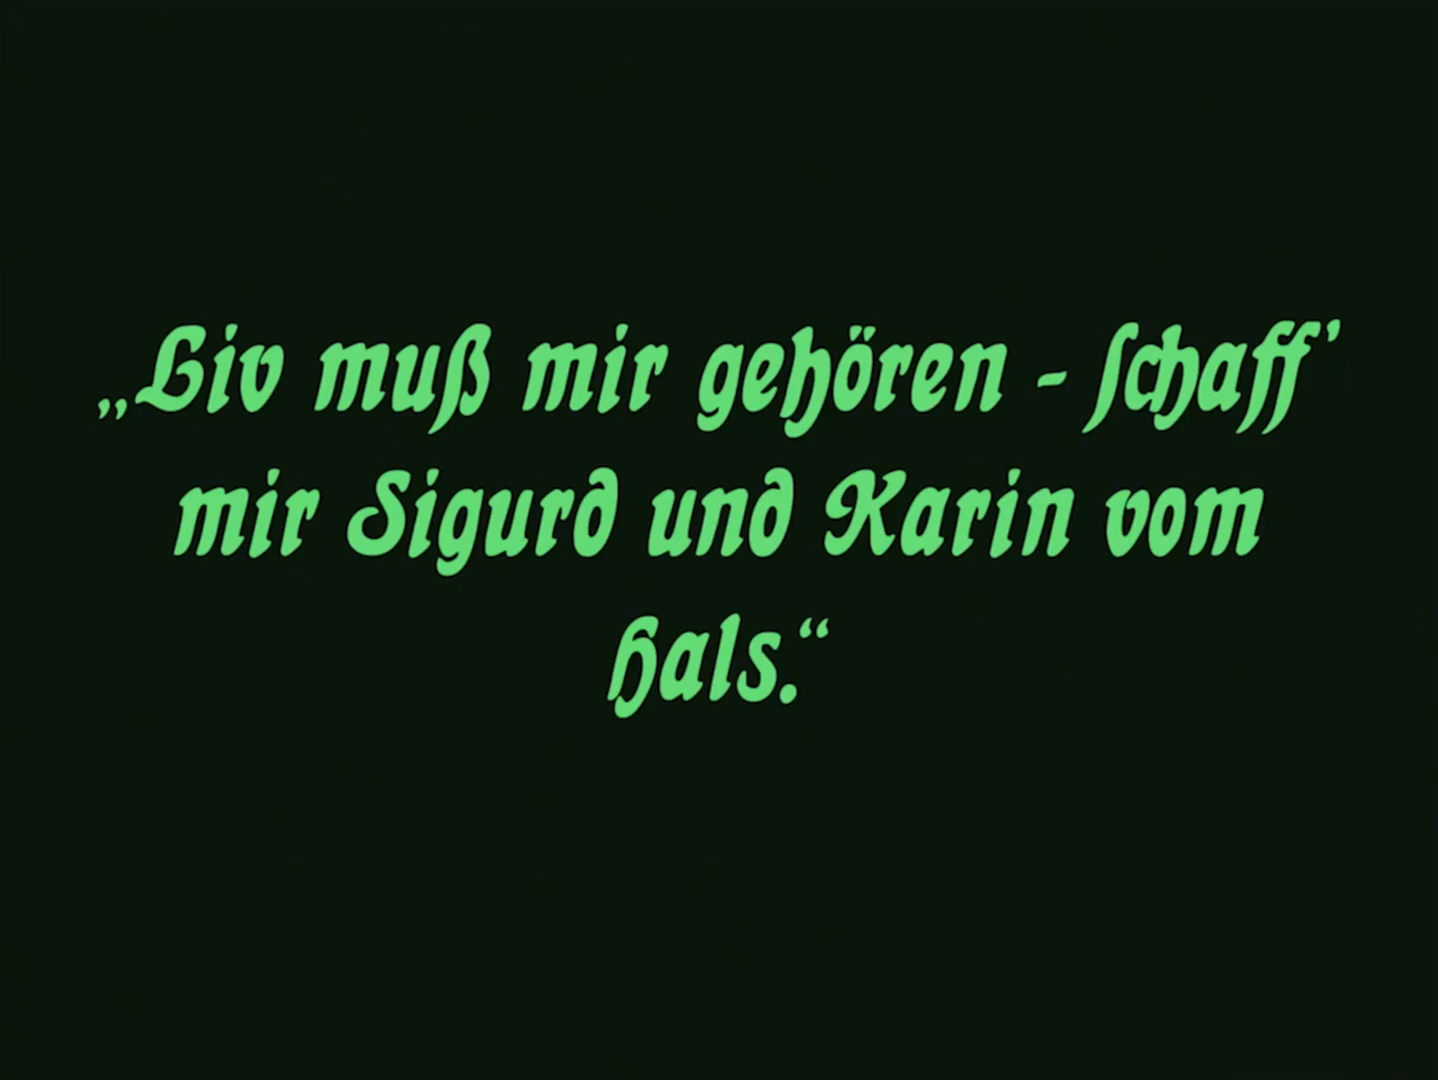 „Liv muß mir gehören - ſchaff’
mir Sigurd und Karin vom
Hals.“